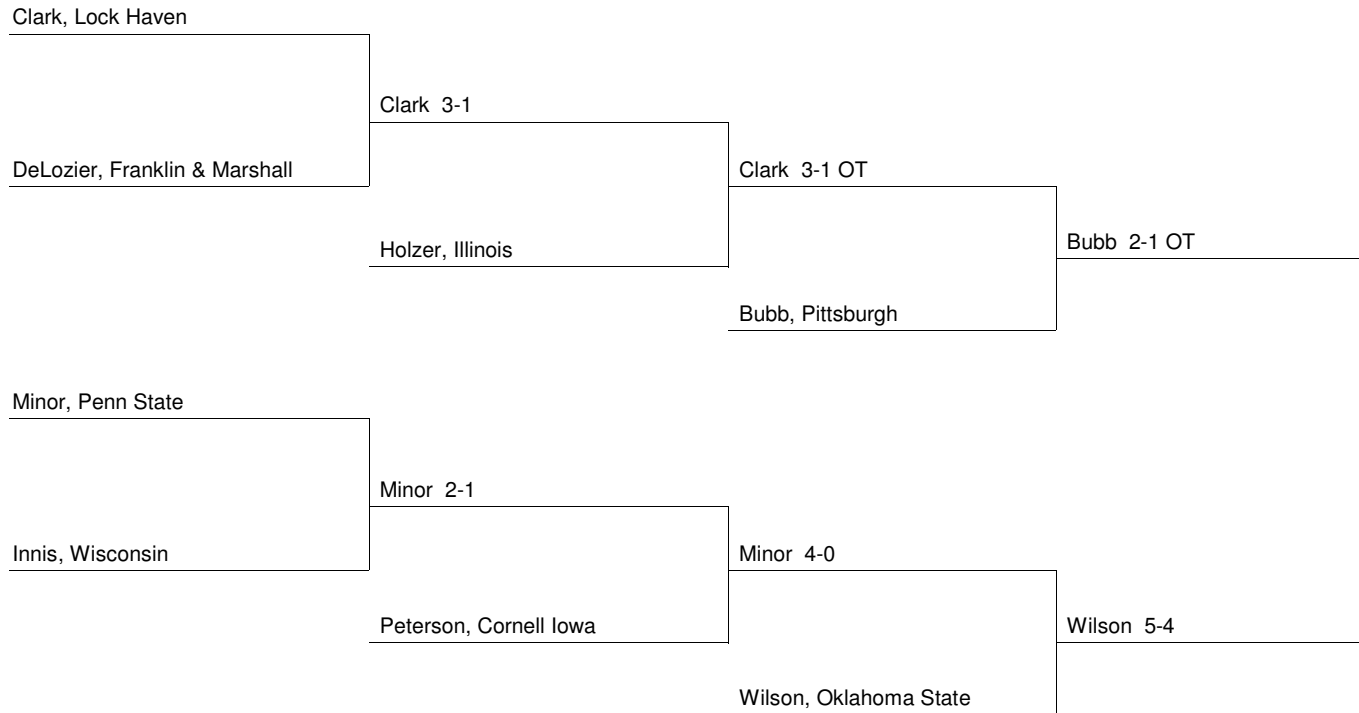 Clark, Lock Haven
Clark  3-1
DeLozier, Franklin & Marshall
Clark  3-1 OT
Holzer, Illinois
Bubb  2-1 OT
Bubb, Pittsburgh
Minor, Penn State
Minor  2-1
Innis, Wisconsin
Minor  4-0
Peterson, Cornell Iowa
Wilson  5-4
Wilson, Oklahoma State